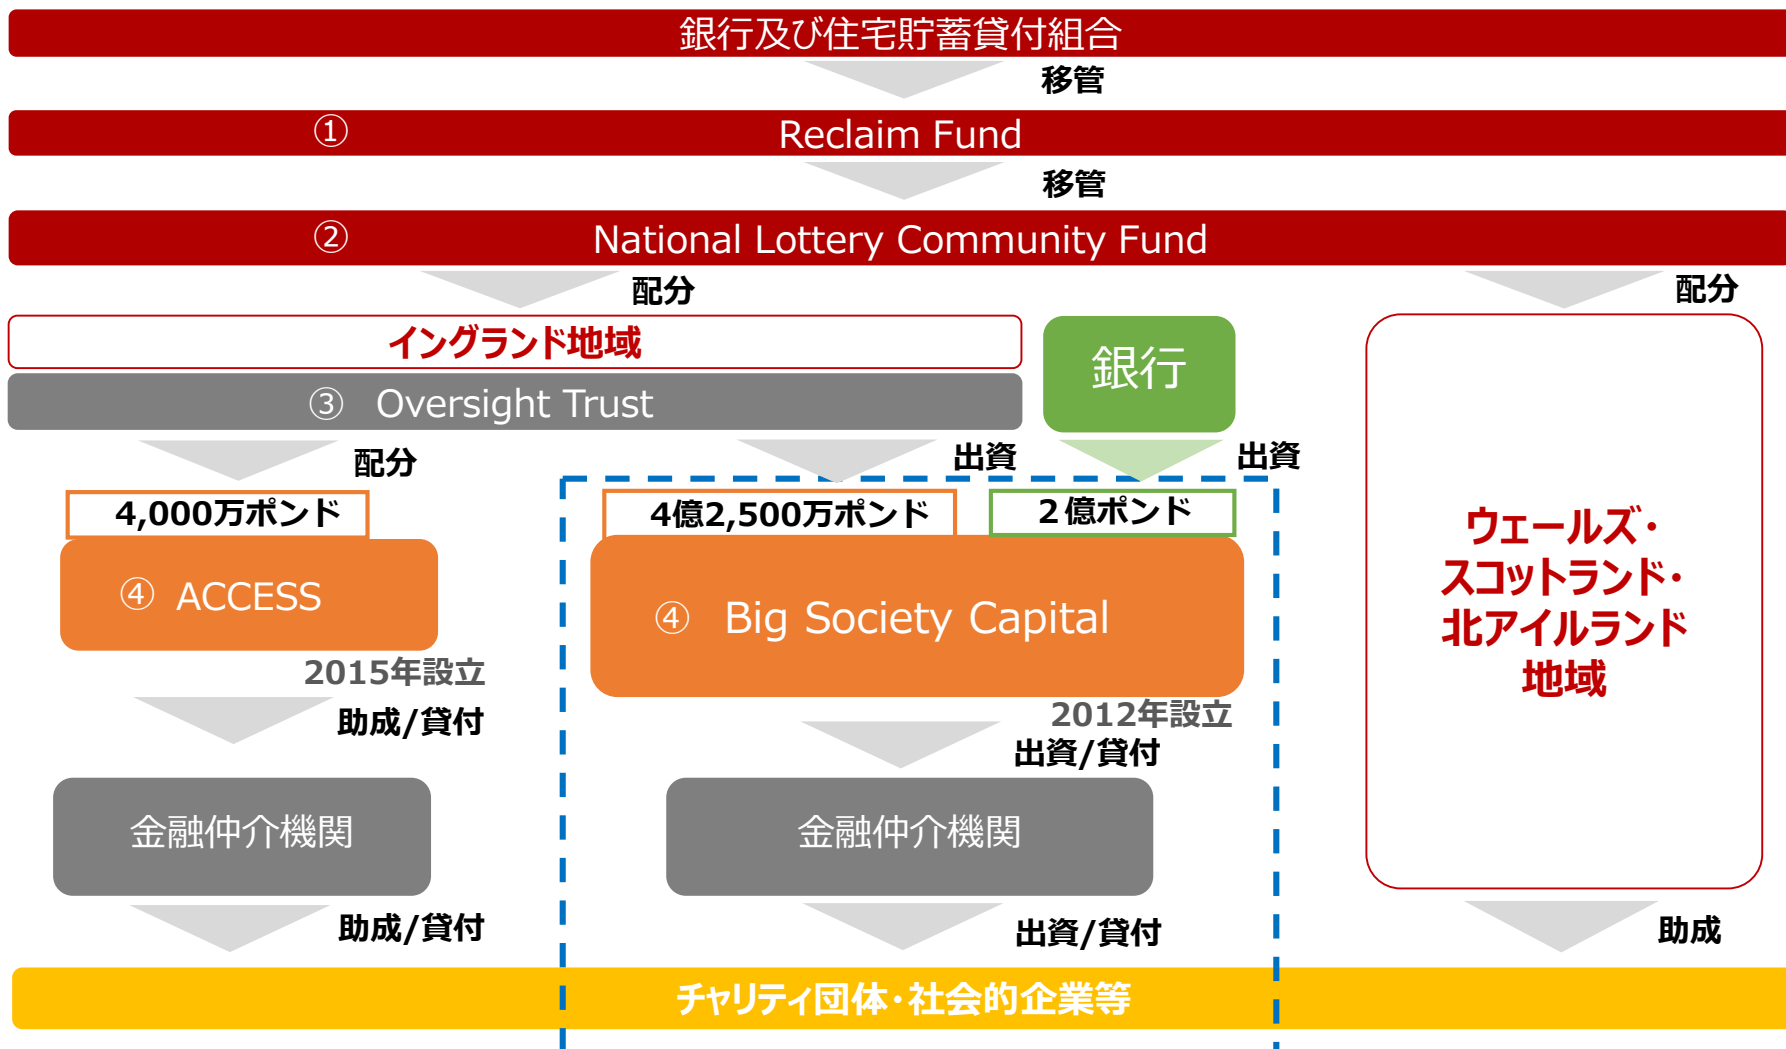 銀行及び住宅貯蓄貸付組合
移管
① Reclaim Fund
移管
② National Lottery Community Fund
配分
配分
イングランド地域
③ Oversight Trust
銀行
配分
出資
出資
4,000万ポンド
4億2,500万ポンド
２億ポンド
④ ACCESS
④ Big Society Capital
ウェールズ・
スコットランド・
北アイルランド
地域
2015年設立
2012年設立
助成/貸付
出資/貸付
金融仲介機関
金融仲介機関
助成/貸付
出資/貸付
助成
チャリティ団体・社会的企業等